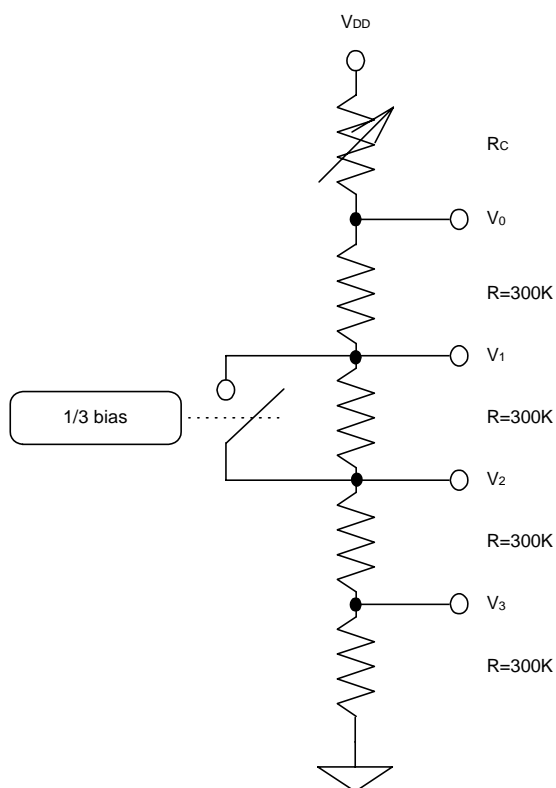 VDD
RC
V0
R=300K
V1
1/3 bias
R=300K
V2
R=300K
V3
R=300K